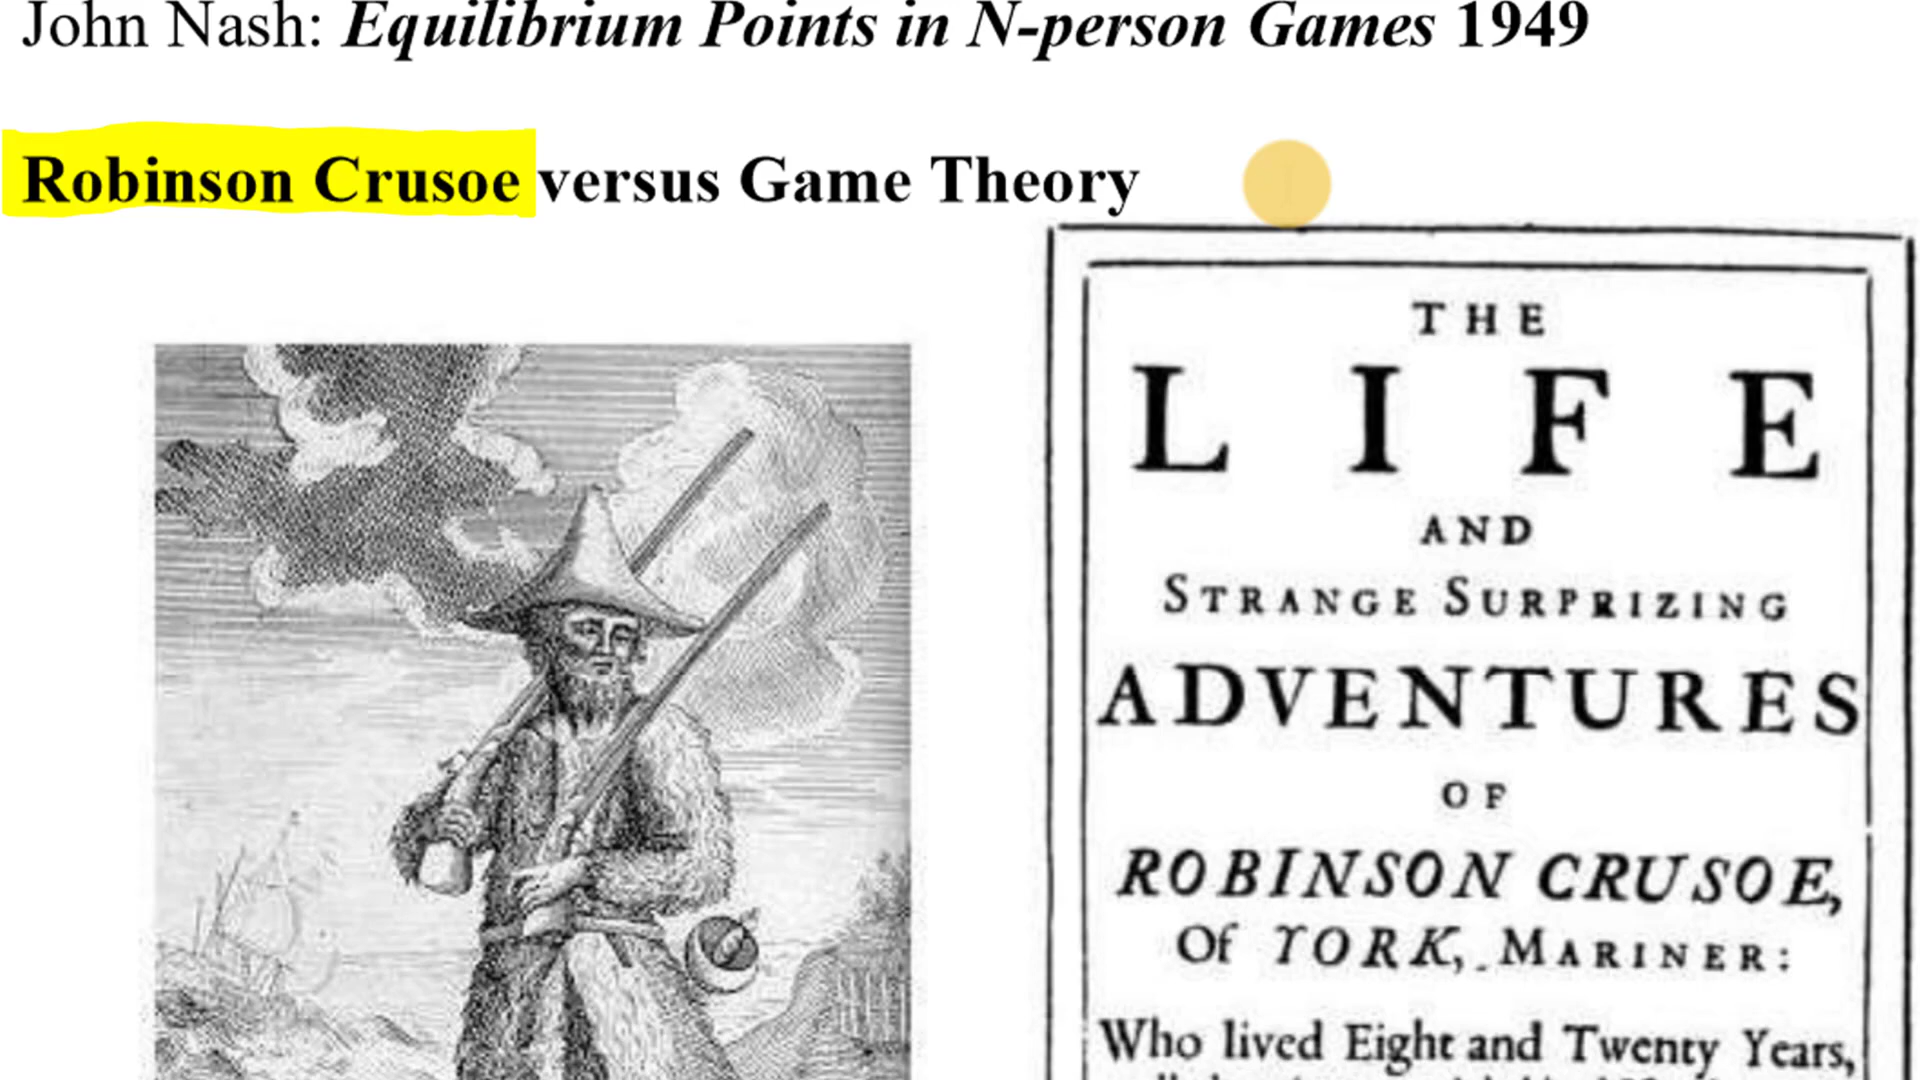 John Nash: Equilibrium Points in N-person Games 1949
Robinson Crusoe versus Game Theory
THE
LIFE
AND
STRANGE SURPRIZING
ADVENTURES
OF
ROBINSON CRUSOE,
Of YORK, MARINER:
Who lived Eight and Twenty Years,